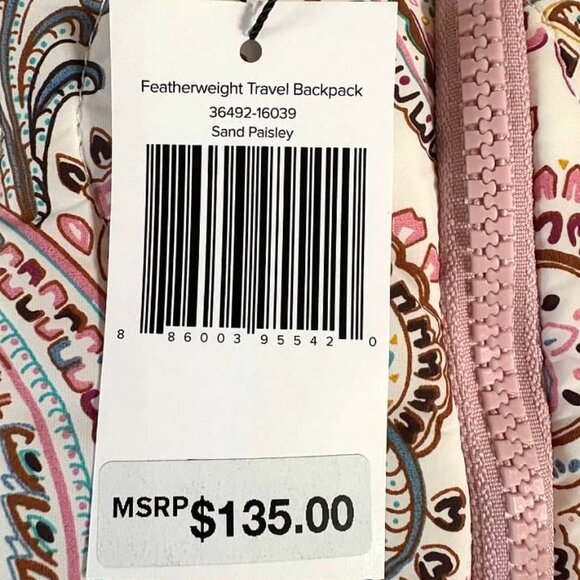 Featherweight Travel Backpack
36492-16039
Sand Paisley
8 86003 95542 0
MSRP $135.00